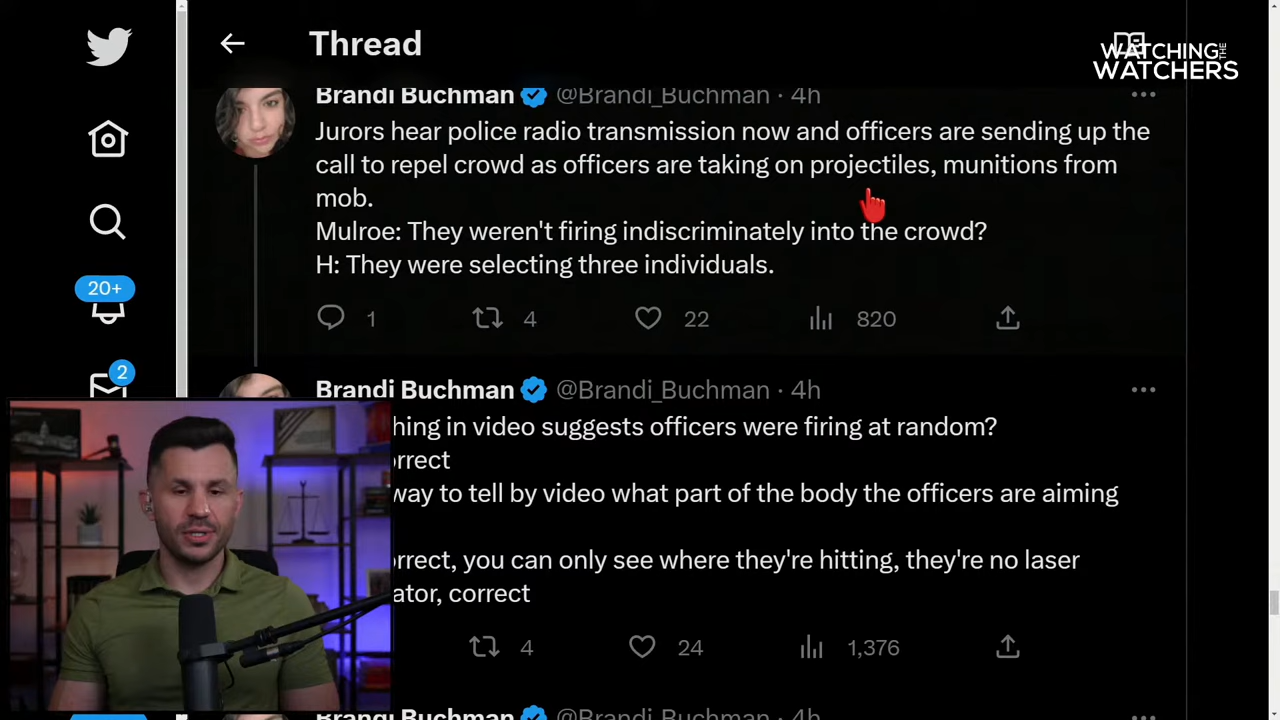 Thread
WATCHING THE
WATCHERS
Brandi Buchman @Brandi_Buchman · 4h
Jurors hear police radio transmission now and officers are sending up the
call to repel crowd as officers are taking on projectiles, munitions from
mob.
Mulroe: They weren't firing indiscriminately into the crowd?
H: They were selecting three individuals.
1 4 22 820
20+
2
Brandi Buchman @Brandi_Buchman · 4h
hing in video suggests officers were firing at random?
rrect
way to tell by video what part of the body the officers are aiming
rrect, you can only see where they're hitting, they're no laser
ator, correct
4 24 1,376
Brandi Buchman @Brandi_Buchman · 4h